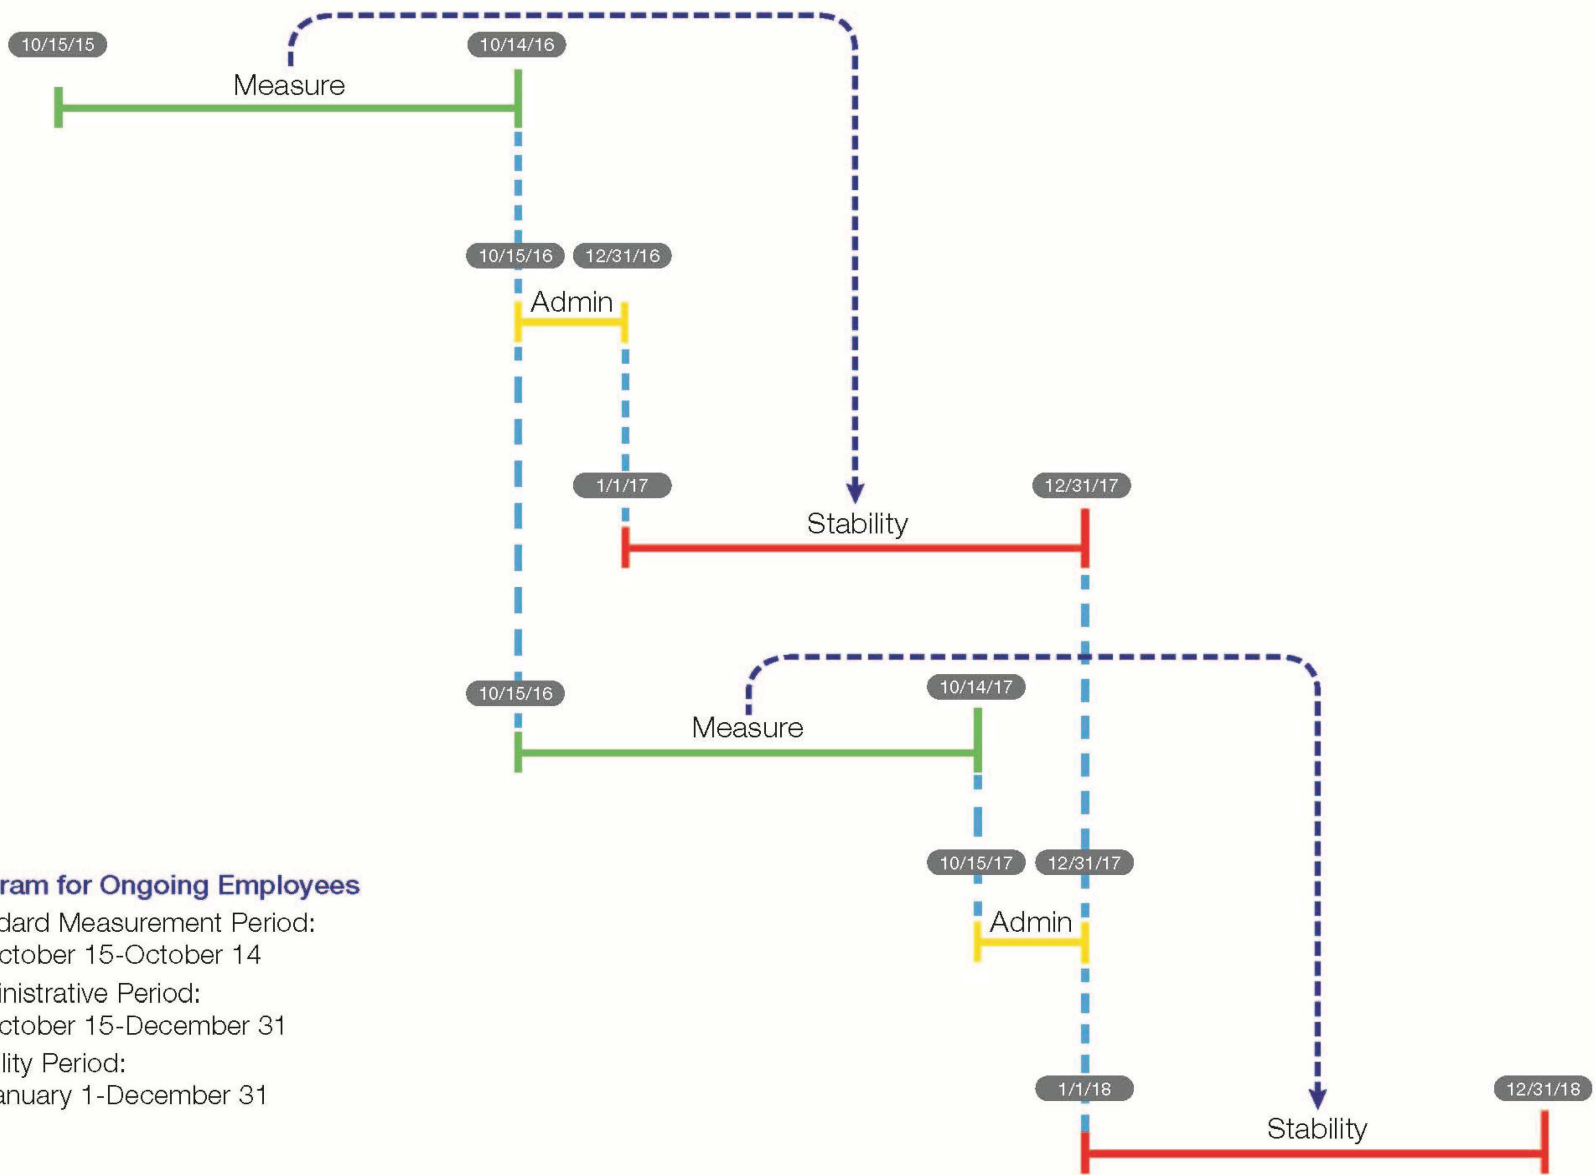 10/15/15
10/14/16
Measure
10/15/16
12/31/16
Admin
1/1/17
12/31/17
Stability
10/15/16
10/14/17
Measure
10/15/17
12/31/17
Admin
ram for Ongoing Employees
dard Measurement Period:
ctober 15-October 14
inistrative Period:
ctober 15-December 31
lity Period:
anuary 1-December 31
1/1/18
12/31/18
Stability